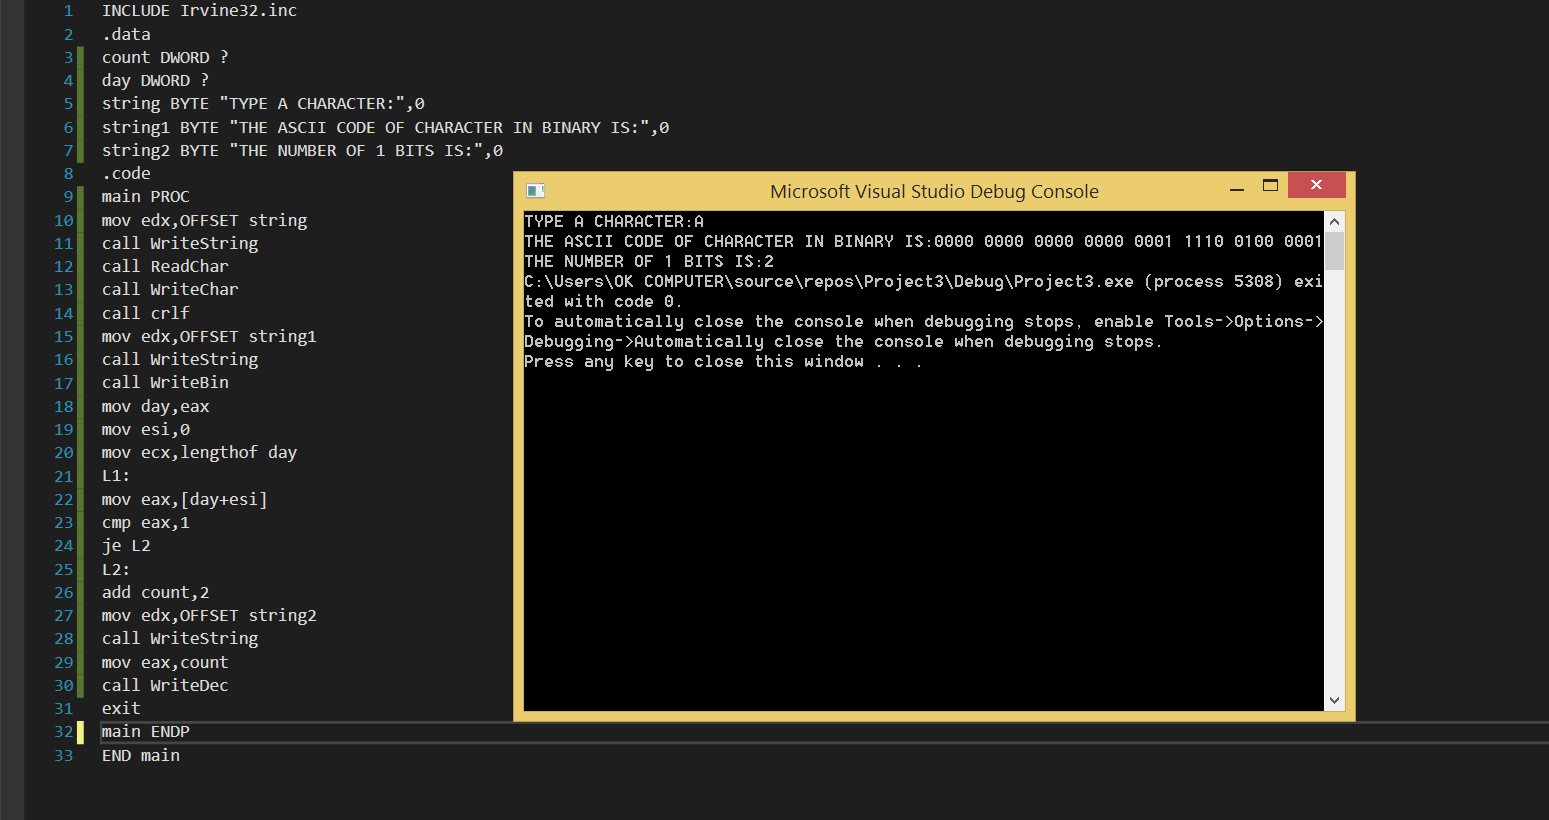 1 INCLUDE Irvine32.inc
2 .data
3 count DWORD ?
4 day DWORD ?
5 string BYTE "TYPE A CHARACTER:",0
6 string1 BYTE "THE ASCII CODE OF CHARACTER IN BINARY IS:",0
7 string2 BYTE "THE NUMBER OF 1 BITS IS:",0
8 .code
9 main PROC
10 mov edx,OFFSET string
11 call WriteString
12 call ReadChar
13 call WriteChar
14 call crlf
15 mov edx,OFFSET string1
16 call WriteString
17 call WriteBin
18 mov day,eax
19 mov esi,0
20 mov ecx,lengthof day
21 L1:
22 mov eax,[day+esi]
23 cmp eax,1
24 je L2
25 L2:
26 add count,2
27 mov edx,OFFSET string2
28 call WriteString
29 mov eax,count
30 call WriteDec
31 exit
32 main ENDP
33 END main
Microsoft Visual Studio Debug Console
TYPE A CHARACTER:A
THE ASCII CODE OF CHARACTER IN BINARY IS:0000 0000 0000 0000 0001 1110 0100 0001
THE NUMBER OF 1 BITS IS:2
C:\Users\OK COMPUTER\source\repos\Project3\Debug\Project3.exe (process 5308) exi
ted with code 0.
To automatically close the console when debugging stops, enable Tools->Options->
Debugging->Automatically close the console when debugging stops.
Press any key to close this window . . .